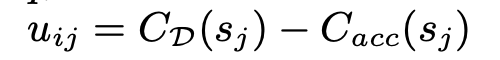 u_{ij} = C_{\mathcal{D}}(s_j) - C_{acc}(s_j)